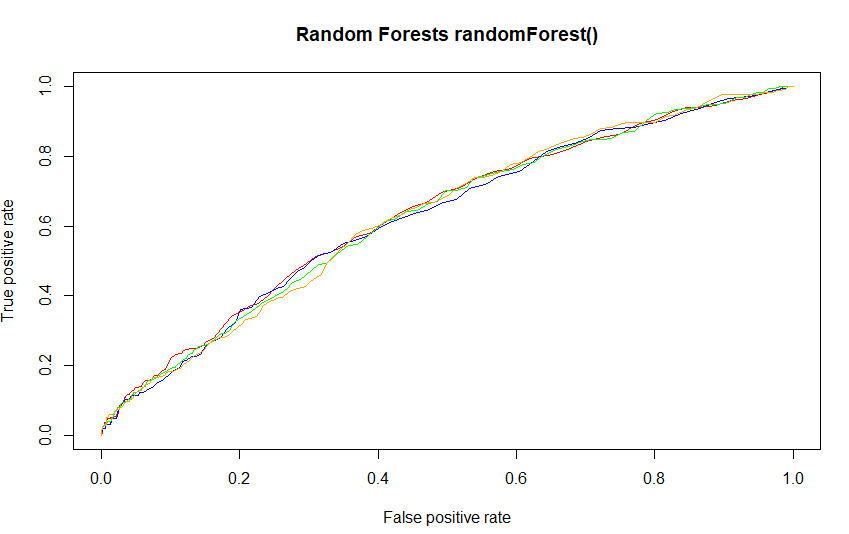 Random Forests randomForest()
True positive rate
1.0
0.8
0.6
0.4
0.2
0.0
0.0 0.2 0.4 0.6 0.8 1.0
False positive rate